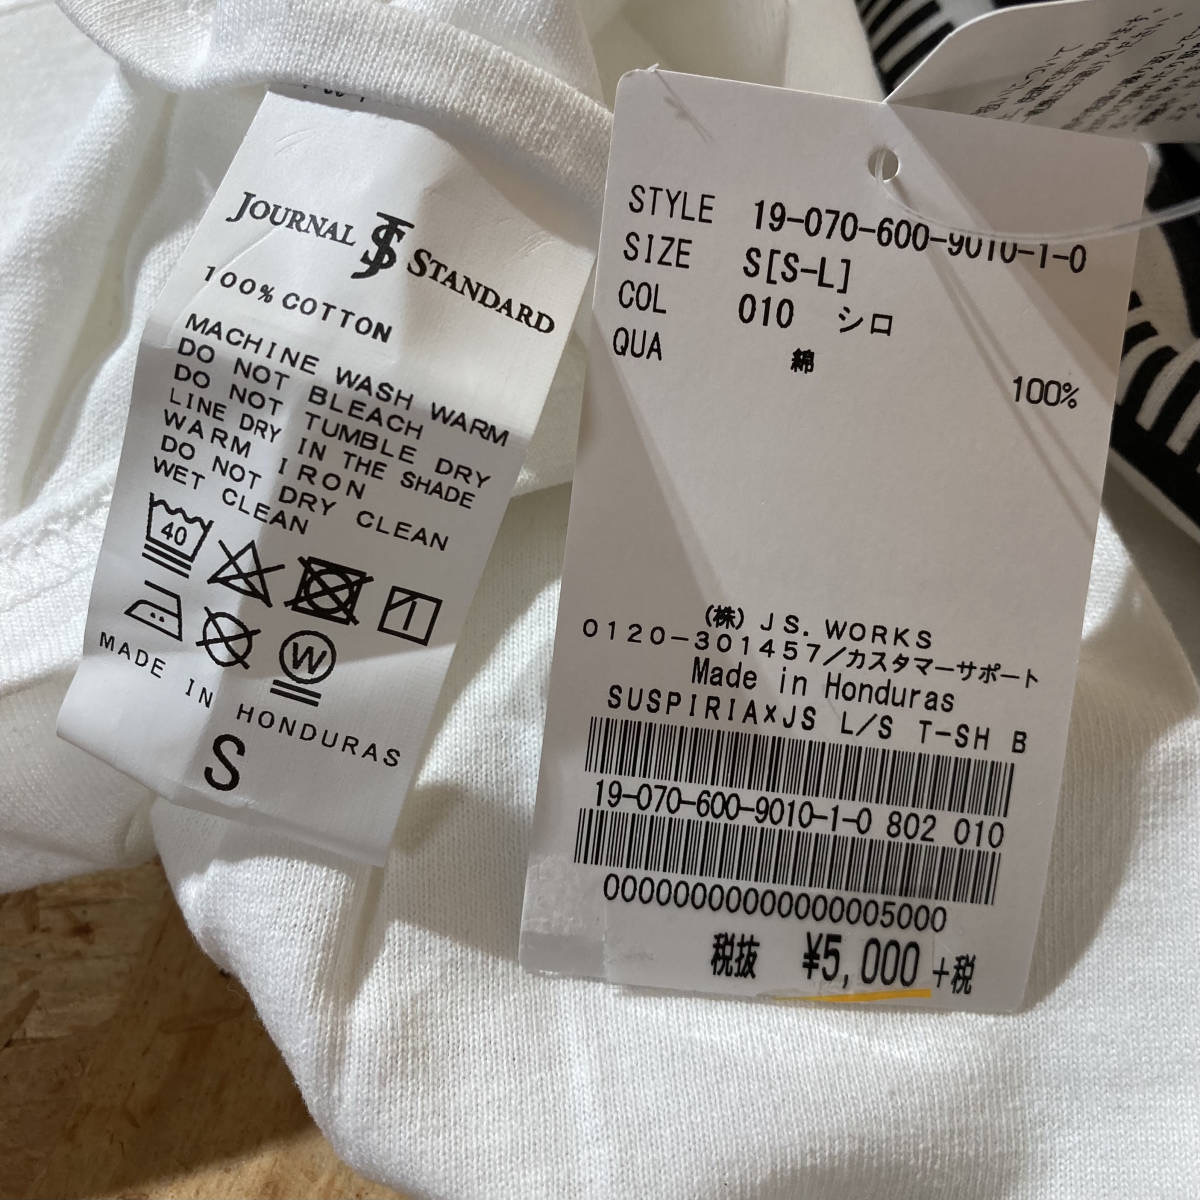 JOURNAL JS STANDARD
100% COTTON
MACHINE WASH WARM
DO NOT BLEACH
DO NOT TUMBLE DRY
LINE DRY IN THE SHADE
WARM IRON
DO NOT DRY CLEAN
WET CLEAN
40
W
MADE IN HONDURAS
S
STYLE 19-070-600-9010-1-0
SIZE S[S-L]
COL 010 シロ
QUA 綿 100%
(株)JS.WORKS
0120-301457/カスタマーサポート
Made in Honduras
SUSPIRIA×JS L/S T-SH B
19-070-600-9010-1-0 802 010
00000000000000005000
税抜 ¥5,000+税